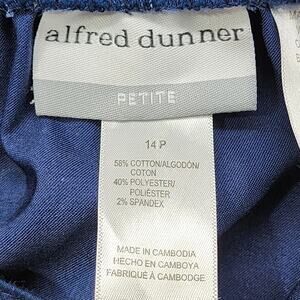 alfred dunner
PETITE
14 P
58% COTTON/ALGODÓN/
COTON
40% POLYESTER/
POLIÉSTER
2% SPANDEX
MADE IN CAMBODIA
HECHO EN CAMBOYA
FABRIQUÉ À CAMBODGE